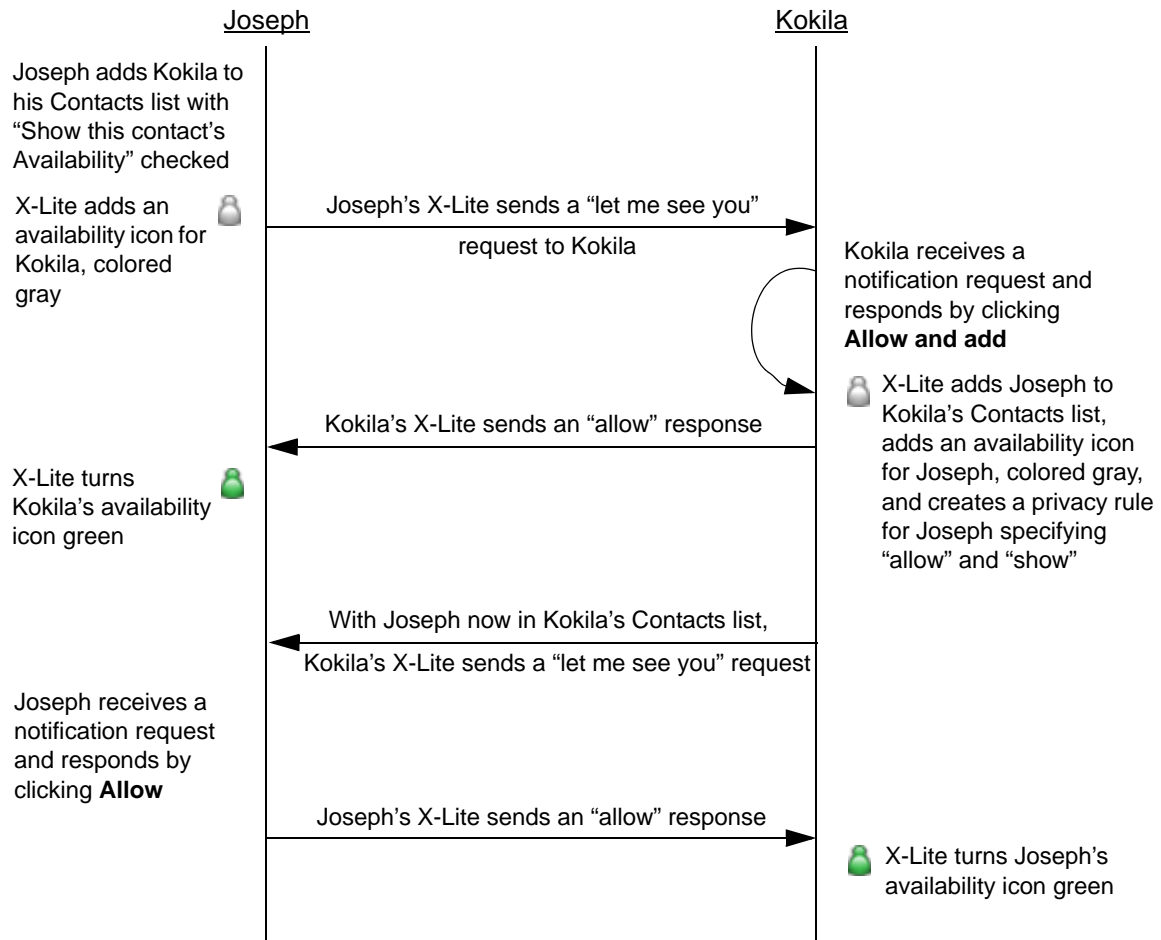 Joseph
Kokila
Joseph adds Kokila to
his Contacts list with
“Show this contact’s
Availability” checked
X-Lite adds an
availability icon for
Kokila, colored
gray
Joseph’s X-Lite sends a “let me see you”
request to Kokila
Kokila receives a
notification request and
responds by clicking
Allow and add
X-Lite adds Joseph to
Kokila’s Contacts list,
adds an availability icon
for Joseph, colored gray,
and creates a privacy rule
for Joseph specifying
“allow” and “show”
Kokila’s X-Lite sends an “allow” response
X-Lite turns
Kokila’s availability
icon green
With Joseph now in Kokila’s Contacts list,
Kokila’s X-Lite sends a “let me see you” request
Joseph receives a
notification request
and responds by
clicking Allow
Joseph’s X-Lite sends an “allow” response
X-Lite turns Joseph’s
availability icon green